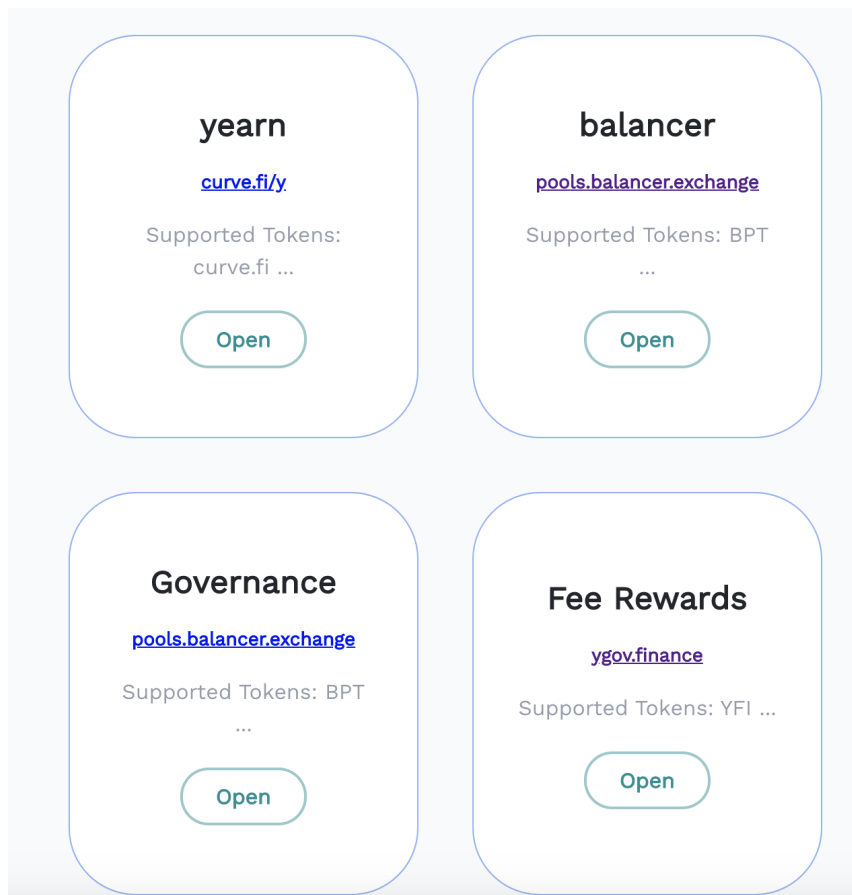 yearn
curve.fi/y
Supported Tokens:
curve.fi ...
Open
balancer
pools.balancer.exchange
Supported Tokens: BPT
...
Open
Governance
pools.balancer.exchange
Supported Tokens: BPT
...
Open
Fee Rewards
ygov.finance
Supported Tokens: YFI ...
Open